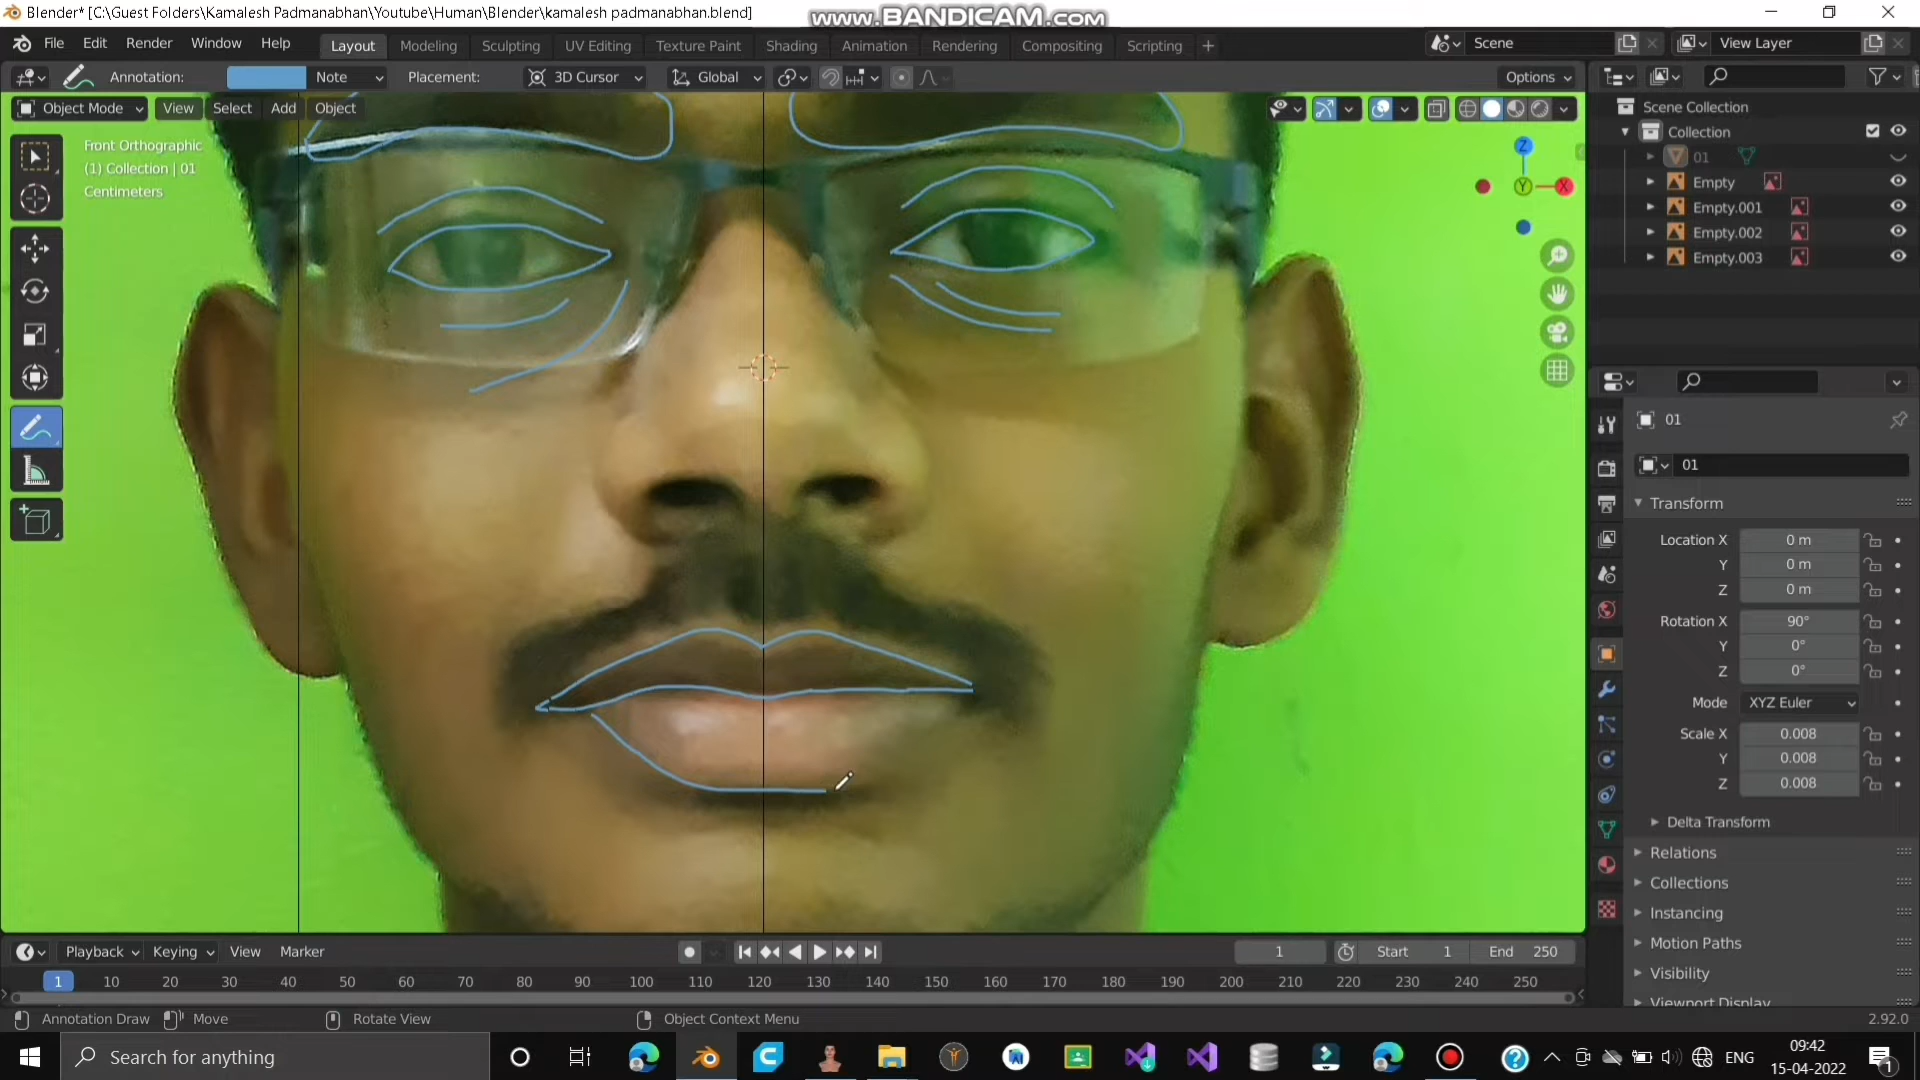 Blender* [C:\Guest Folders\Kamalesh Padmanabhan\Youtube\Human\Blender\kamalesh padmanabhan.blend]
www.BANDICAM.com
File Edit Render Window Help
Layout Modeling Sculpting UV Editing Texture Paint Shading Animation Rendering Compositing Scripting +
Scene
View Layer
Annotation: Note Placement: 3D Cursor Global
Options
Object Mode View Select Add Object
Front Orthographic
(1) Collection | 01
Centimeters
Z
Y
X
Scene Collection
Collection
01
Empty
Empty.001
Empty.002
Empty.003
01
01
Transform
Location X 0 m
Y 0 m
Z 0 m
Rotation X 90°
Y 0°
Z 0°
Mode XYZ Euler
Scale X 0.008
Y 0.008
Z 0.008
Delta Transform
Relations
Collections
Instancing
Motion Paths
Visibility
Viewport Display
Playback Keying View Marker
1 Start 1 End 250
1 10 20 30 40 50 60 70 80 90 100 110 120 130 140 150 160 170 180 190 200 210 220 230 240 250
Annotation Draw Move Rotate View Object Context Menu 2.92.0
Search for anything
ENG
09:42
15-04-2022
1